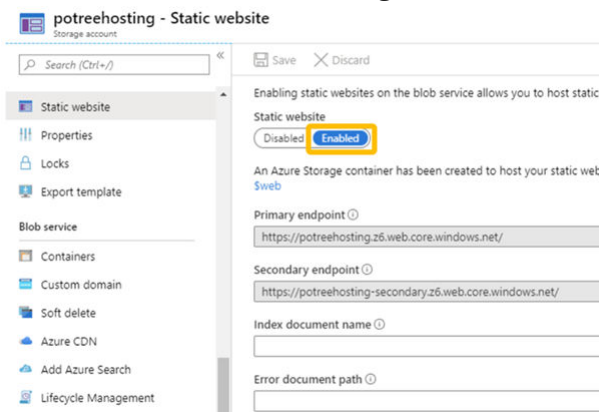 potreehosting - Static website
Storage account
Search (Ctrl+/)
«
Static website
Properties
Locks
Export template
Blob service
Containers
Custom domain
Soft delete
Azure CDN
Add Azure Search
Lifecycle Management
Save Discard
Enabling static websites on the blob service allows you to host static
Static website
Disabled Enabled
An Azure Storage container has been created to host your static web
$web
Primary endpoint
https://potreehosting.z6.web.core.windows.net/
Secondary endpoint
https://potreehosting-secondary.z6.web.core.windows.net/
Index document name
Error document path